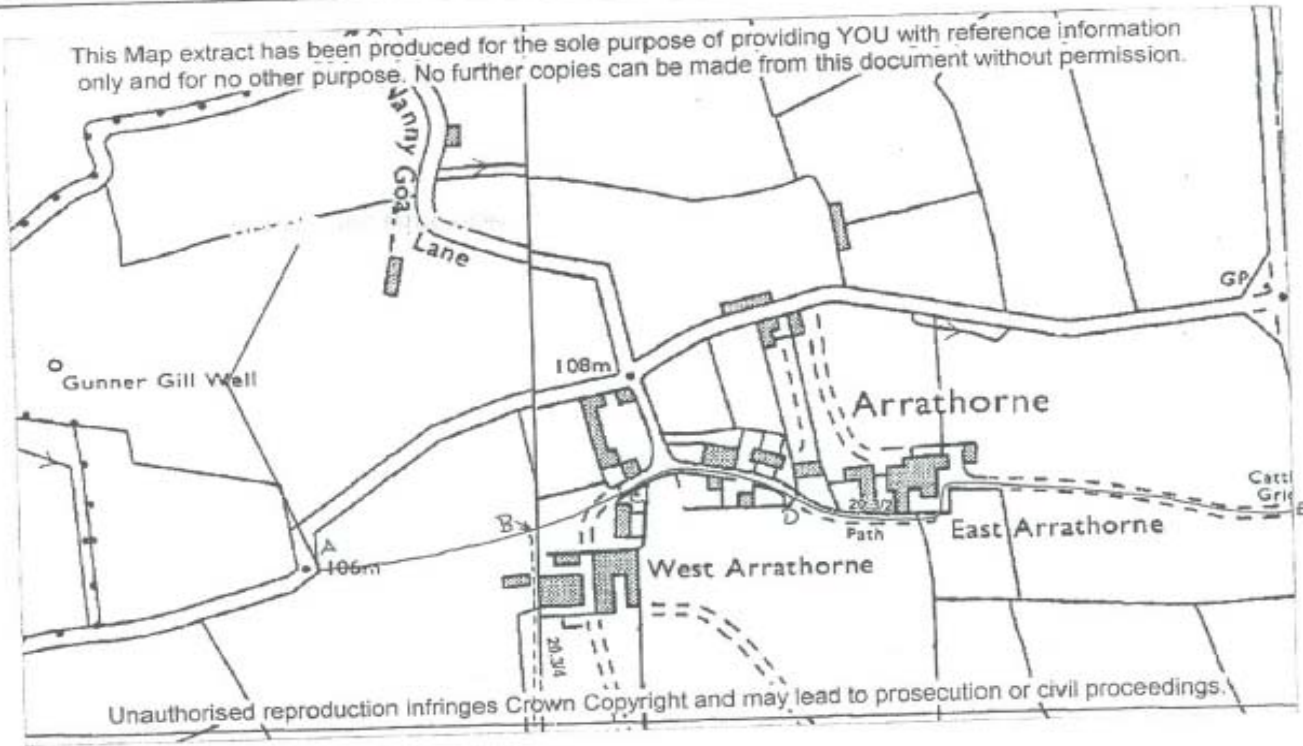 This Map extract has been produced for the sole purpose of providing YOU with reference information
only and for no other purpose. No further copies can be made from this document without permission.
Lane
GP
Gunner Gill Well
108m
Arrathorne
A
106m
B
D
Path
East Arrathorne
West Arrathorne
20.3/4
Unauthorised reproduction infringes Crown Copyright and may lead to prosecution or civil proceedings.